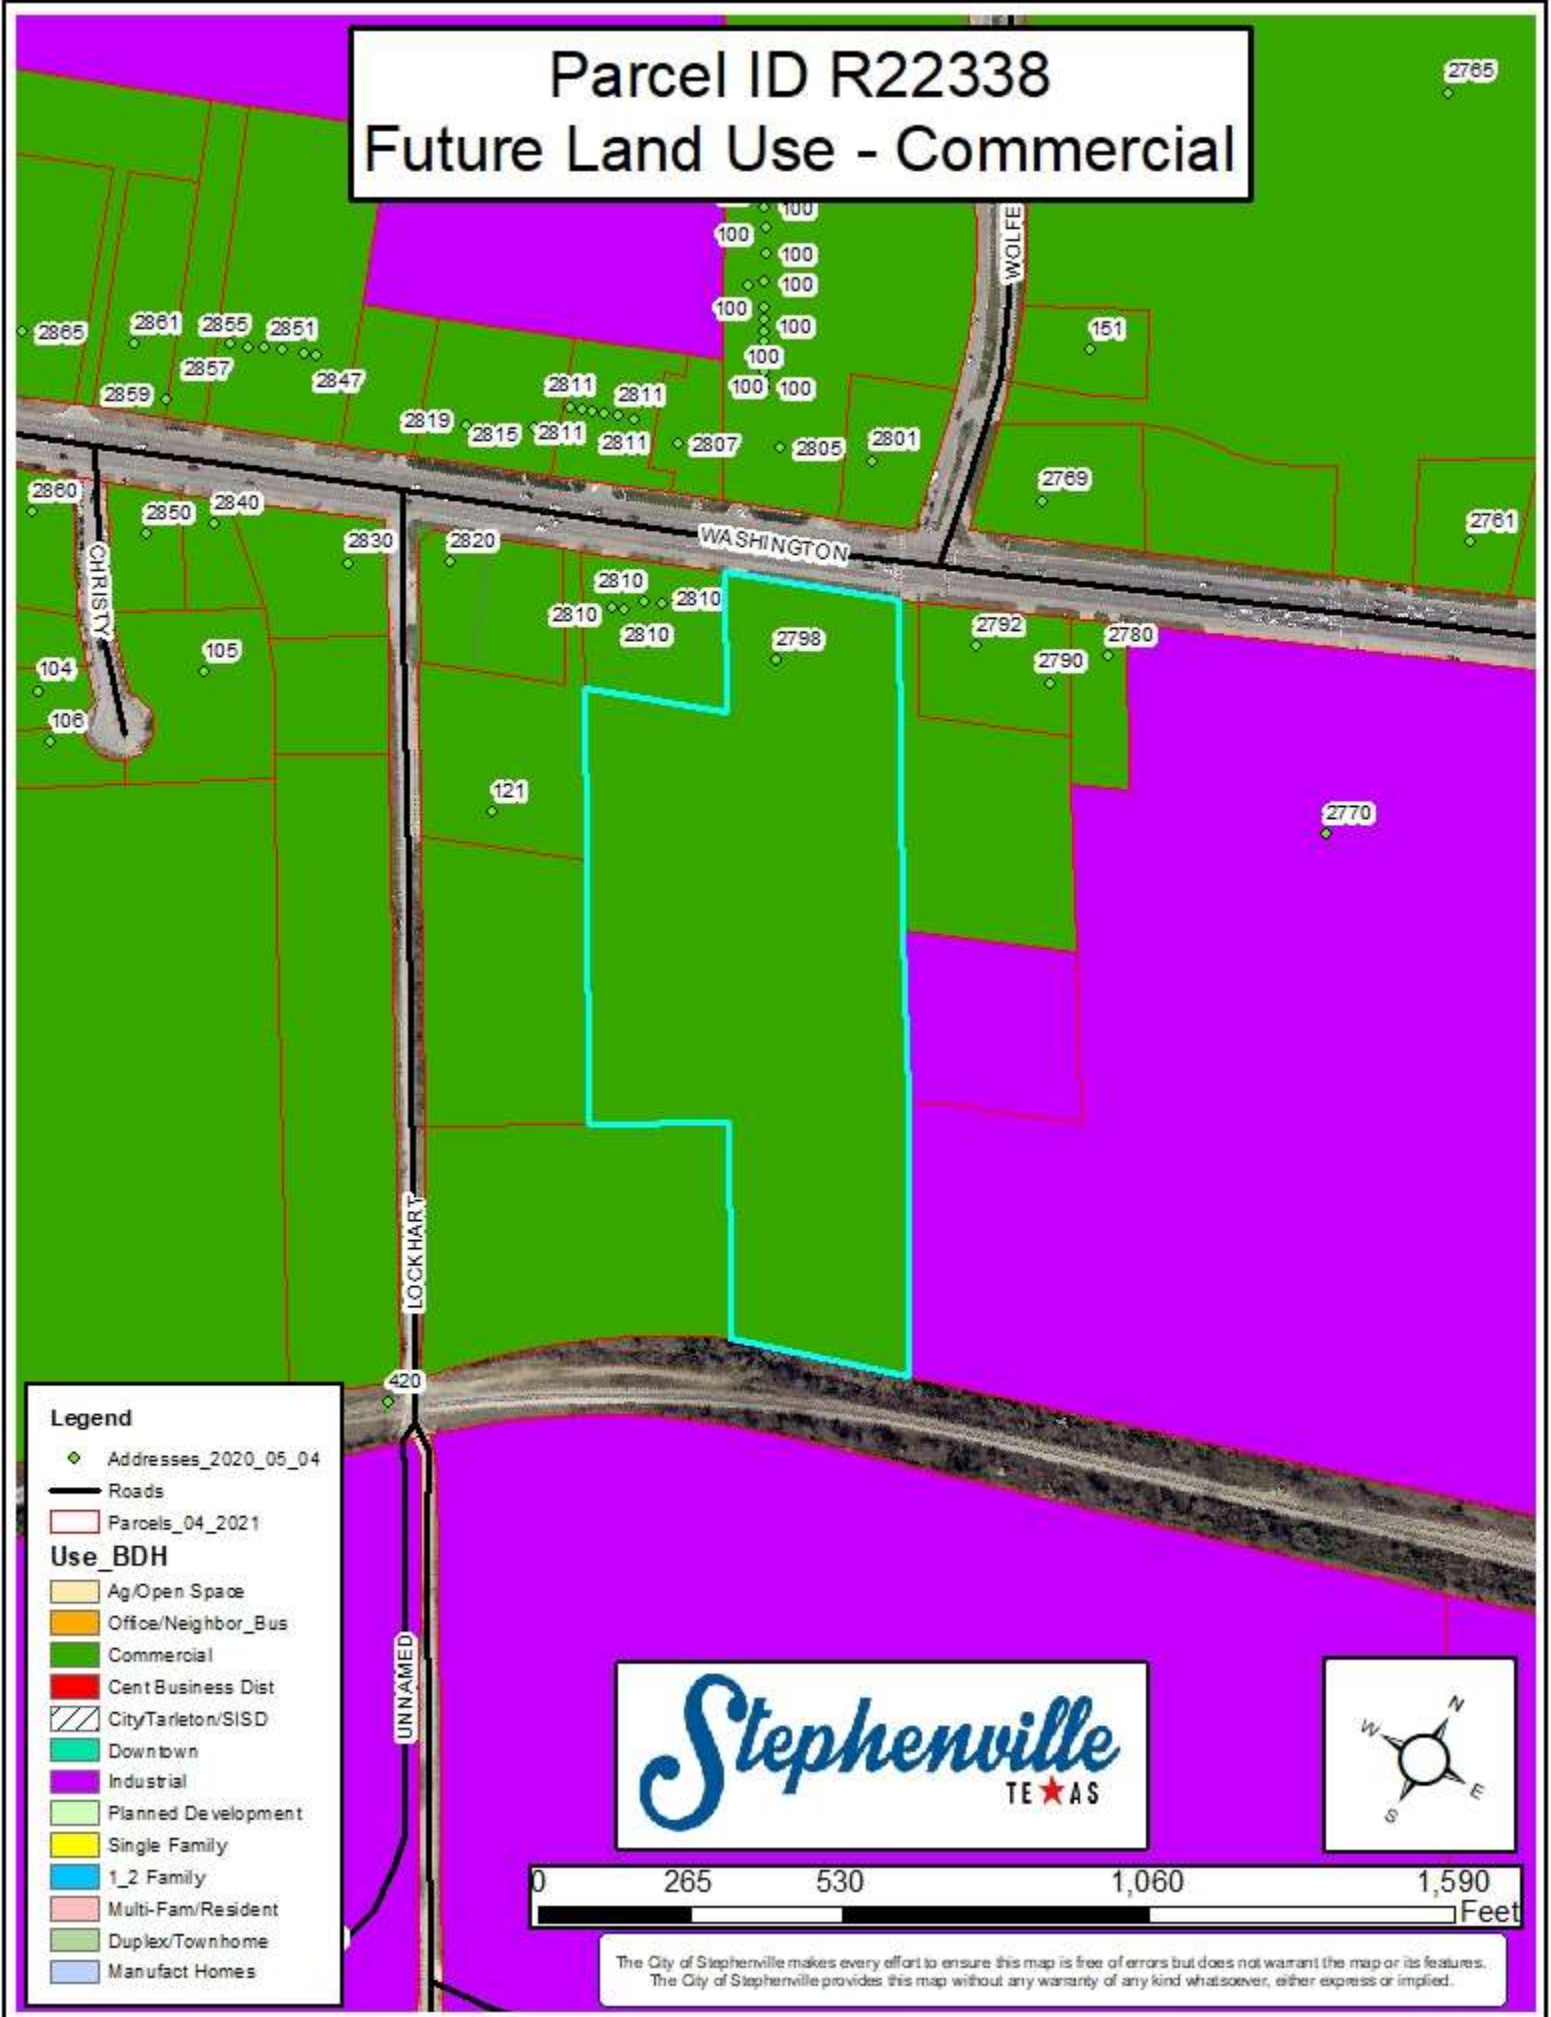 Parcel ID R22338
Future Land Use - Commercial
2765
100
100
100
100
100
100
100
100 100
WOLFE
151
2865
2861
2855
2851
2857
2847
2859
2819
2815
2811
2811
2811
2811
2807
2805
2801
2769
2761
WASHINGTON
2860
2850
2840
2830
2820
CHRISTY
2810
2810
2810
2810
2798
2792
2790
2780
104
105
106
121
2770
LOCKHART
420
UNNAMED
Legend
Addresses_2020_05_04
Roads
Parcels_04_2021
Use_BDH
Ag/Open Space
Office/Neighbor_Bus
Commercial
Cent Business Dist
City/Tarleton/SISD
Downtown
Industrial
Planned Development
Single Family
1_2 Family
Multi-Fam/Resident
Duplex/Townhome
Manufact Homes
Stephenville
TEXAS
N
W
E
S
0 265 530 1,060 1,590
Feet
The City of Stephenville makes every effort to ensure this map is free of errors but does not warrant the map or its features.
The City of Stephenville provides this map without any warranty of any kind whatsoever, either express or implied.